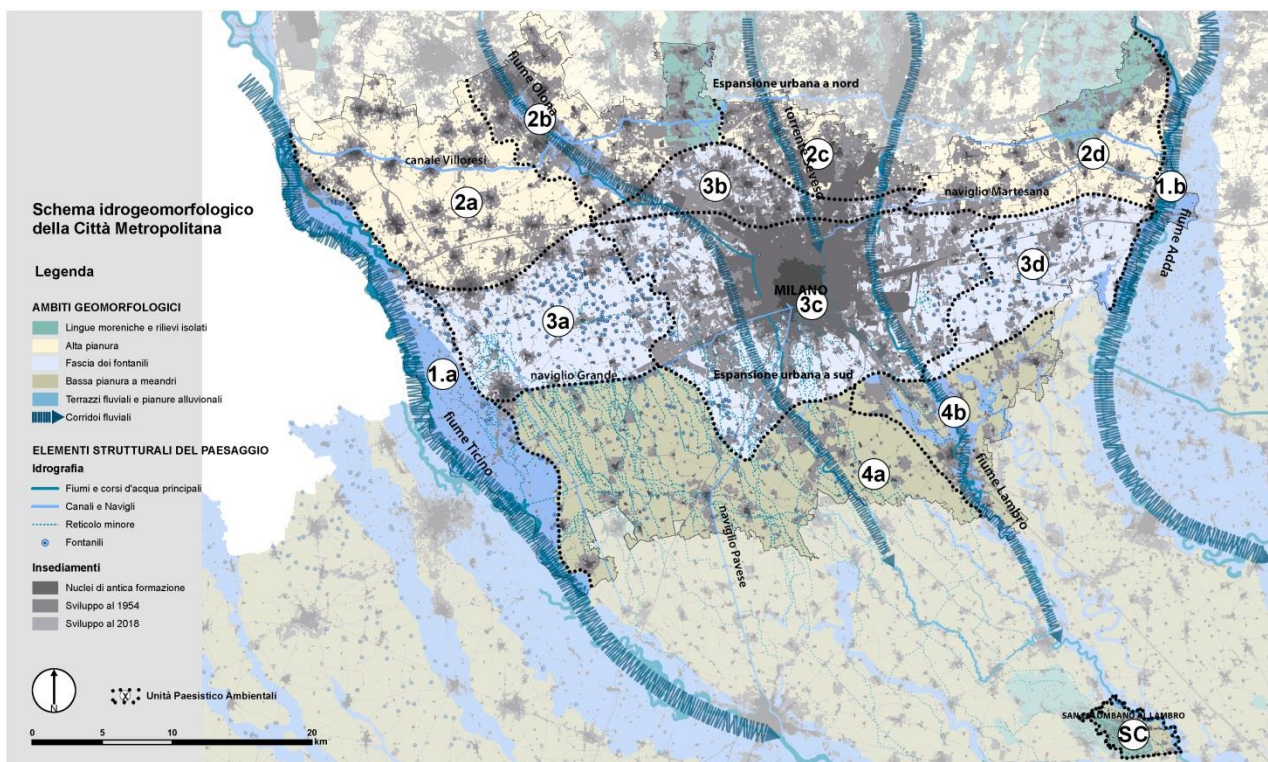 Schema idrogeomorfologico
della Città Metropolitana
Legenda
AMBITI GEOMORFOLOGICI
Lingue moreniche e rilievi isolati
Alta pianura
Fascia dei fontanili
Bassa pianura a meandri
Terrazzi fluviali e pianure alluvionali
Corridoi fluviali
ELEMENTI STRUTTURALI DEL PAESAGGIO
Idrografia
Fiumi e corsi d'acqua principali
Canali e Navigli
Reticolo minore
Fontanili
Insediamenti
Nuclei di antica formazione
Sviluppo al 1954
Sviluppo al 2018
N
X
Unità Paesistico Ambientali
0 5 10 20
km
fiume Olona
Espansione urbana a nord
2b
torrente Seveso
2c
2d
canale Villoresi
3b
naviglio Martesana
1.b
2a
fiume Adda
3d
MILANO
3c
3a
1.a
naviglio Grande
Espansione urbana a sud
4b
fiume Ticino
4a
fiume Lambro
naviglio Pavese
SAN COLOMBANO AL LAMBRO
SC